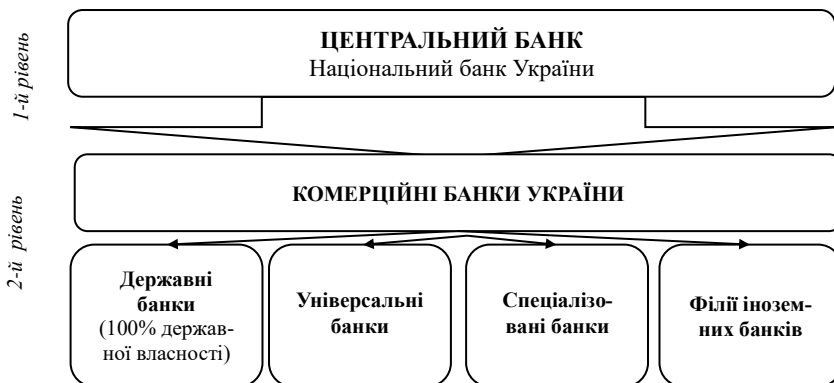 1-й рівень
ЦЕНТРАЛЬНИЙ БАНК
Національний банк України
2-й рівень
КОМЕРЦІЙНІ БАНКИ УКРАЇНИ
Державні
банки
(100% держав-
ної власності)
Універсальні
банки
Спеціалізо-
вані банки
Філії інозем-
них банків